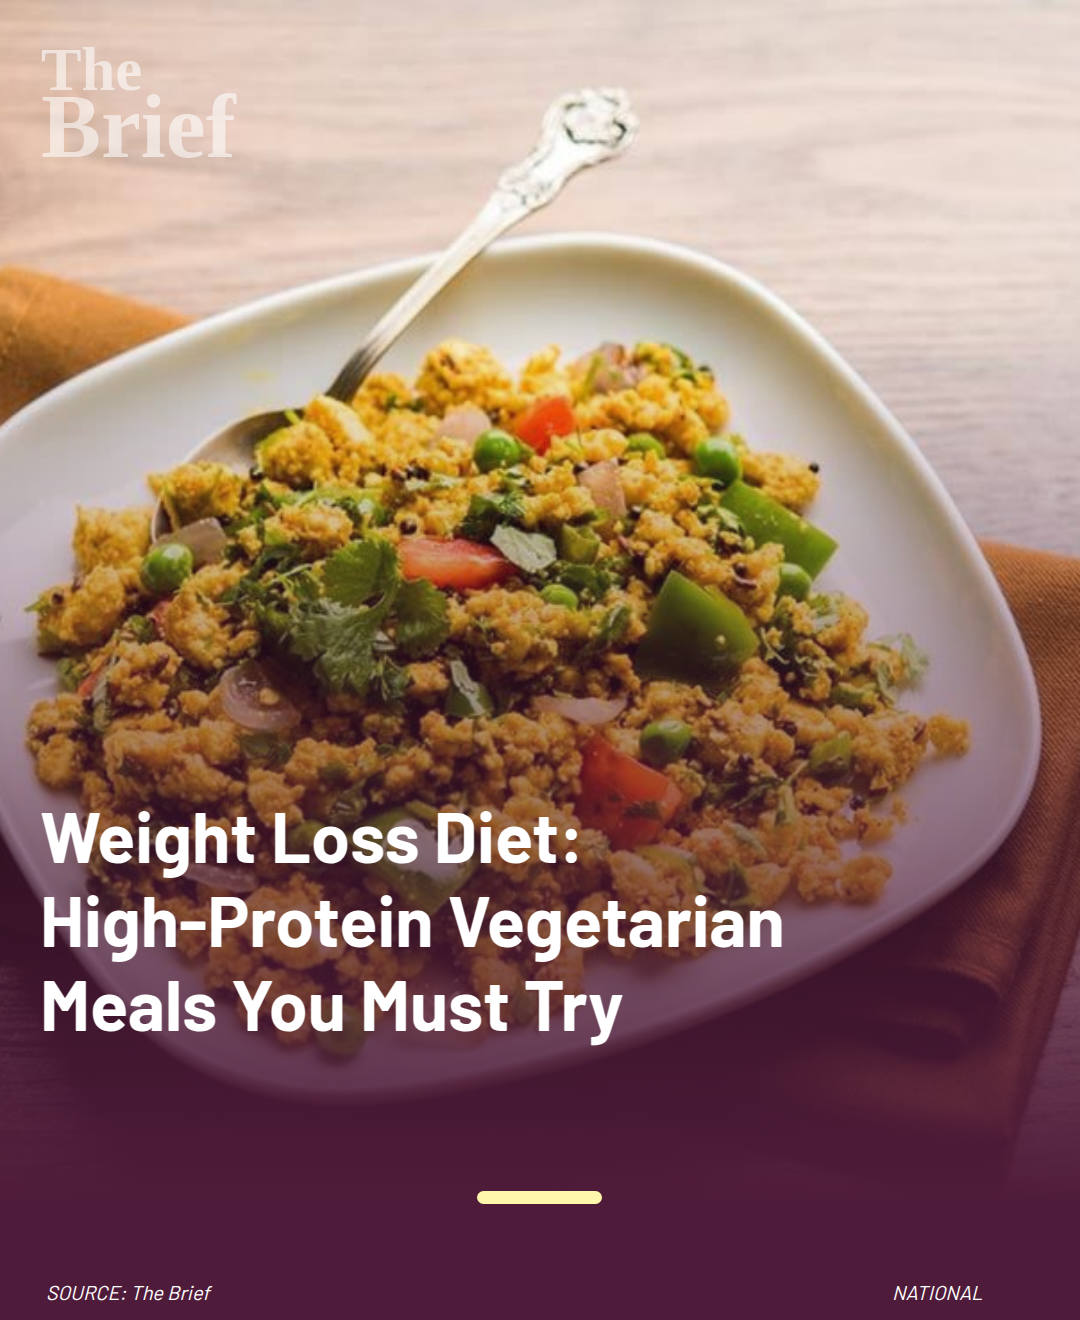 The
Brief
Weight Loss Diet:
High-Protein Vegetarian
Meals You Must Try
SOURCE: The Brief
NATIONAL